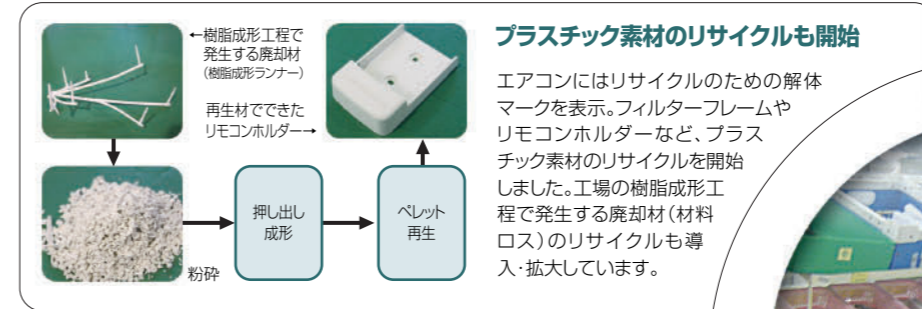 ←樹脂成形工程で
発生する廃却材
(樹脂成形ランナー)
再生材でできた
リモコンホルダー→
粉砕
押し出し
成形
ペレット
再生
プラスチック素材のリサイクルも開始
エアコンにはリサイクルのための解体
マークを表示。フィルターフレームや
リモコンホルダーなど、プラス
チック素材のリサイクルを開始
しました。工場の樹脂成形工
程で発生する廃却材(材料
ロス)のリサイクルも導
入・拡大しています。